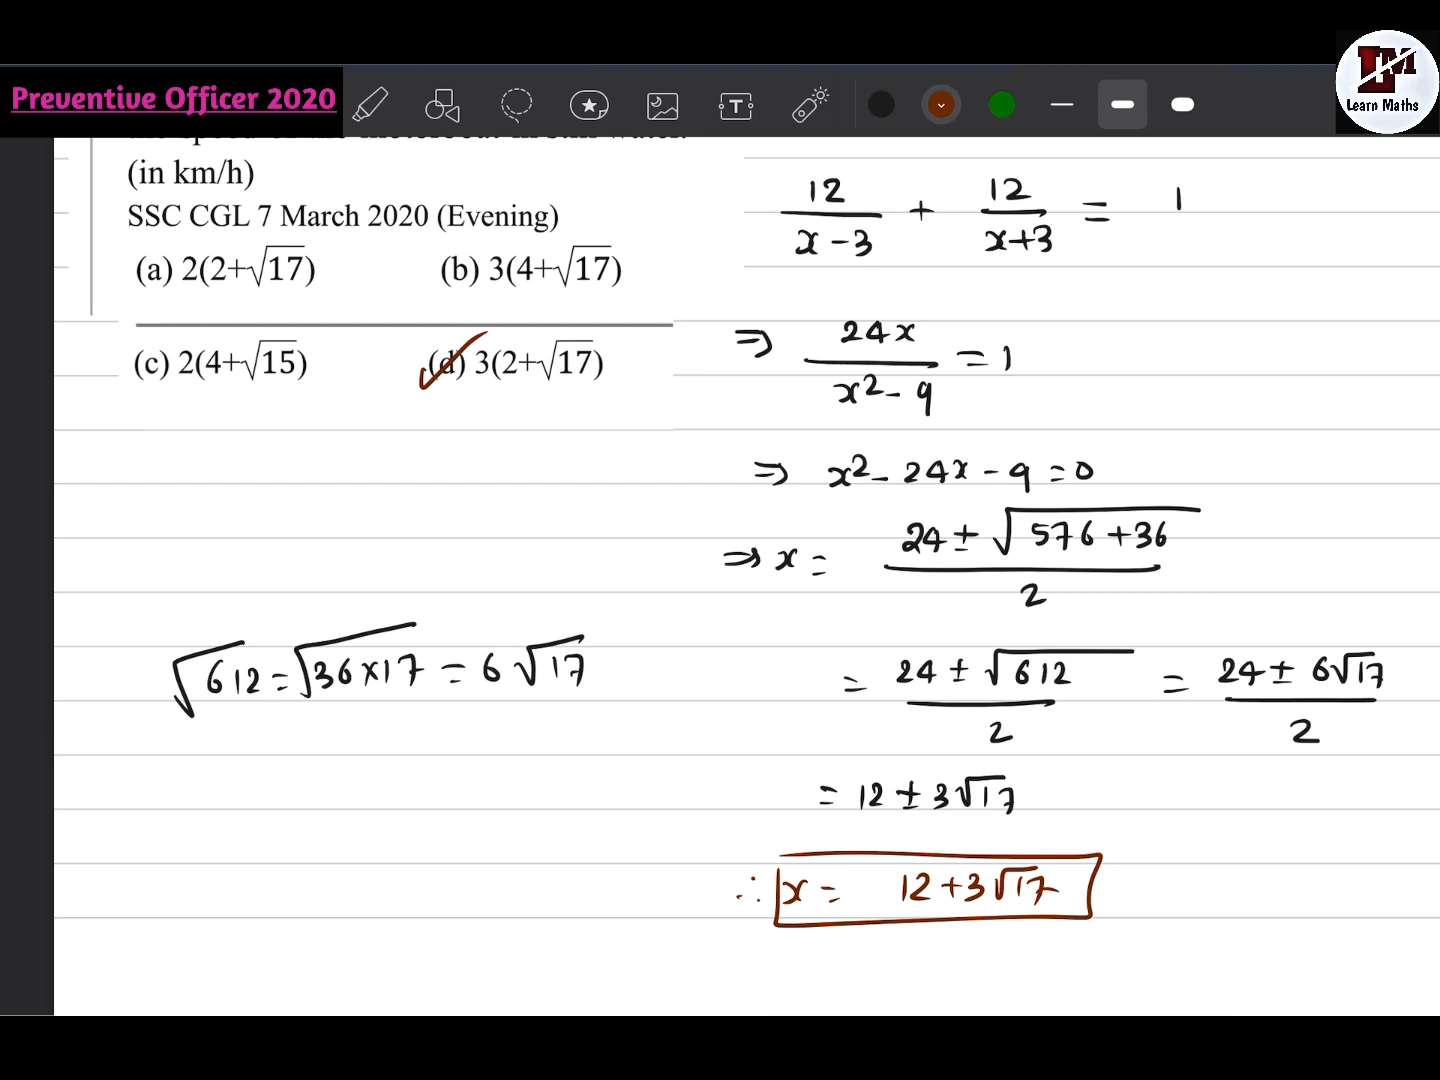 Preventive Officer 2020
Learn Maths
(in km/h)
SSC CGL 7 March 2020 (Evening)
(a) 2(2+√17)
(b) 3(4+√17)
(c) 2(4+√15)
(d) 3(2+√17)
12/(x-3) + 12/(x+3) = 1
⇒ 24x/(x²-9) = 1
⇒ x² - 24x - 9 = 0
⇒ x = (24 ± √(576+36))/2
= (24 ± √612)/2 = (24 ± 6√17)/2
√612 = √(36×17) = 6√17
= 12 ± 3√17
∴ x = 12+3√17